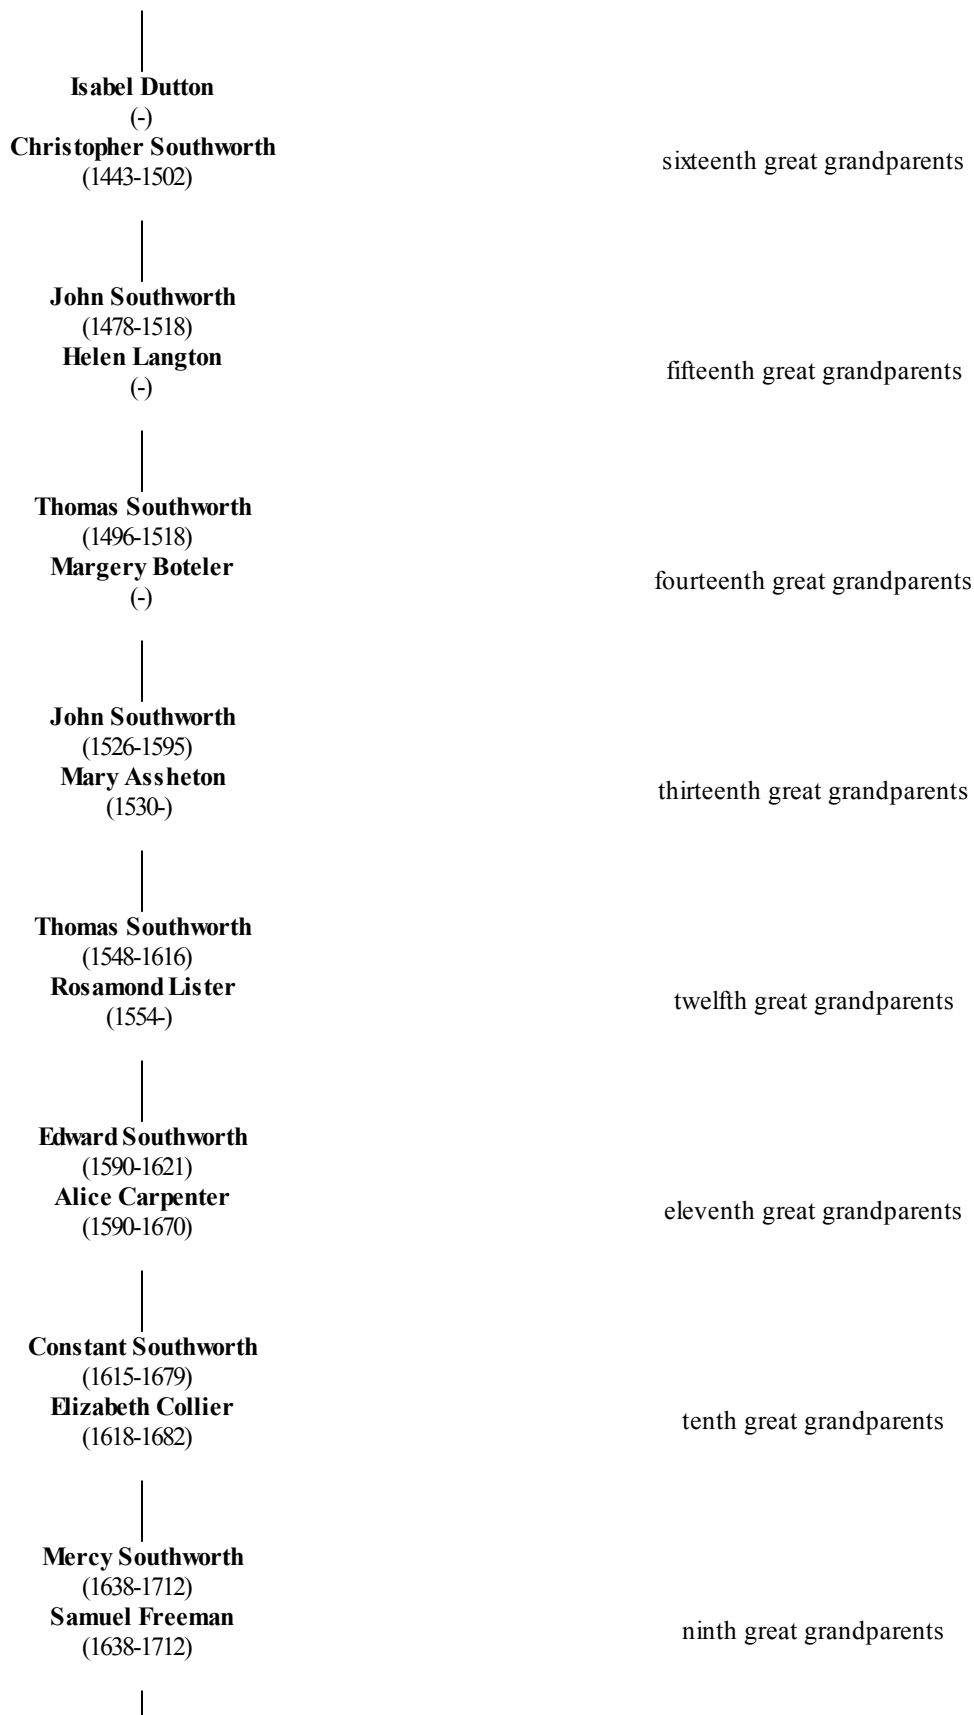 Isabel Dutton
(-)
Christopher Southworth
(1443-1502)
sixteenth great grandparents
John Southworth
(1478-1518)
Helen Langton
(-)
fifteenth great grandparents
Thomas Southworth
(1496-1518)
Margery Boteler
(-)
fourteenth great grandparents
John Southworth
(1526-1595)
Mary Assheton
(1530-)
thirteenth great grandparents
Thomas Southworth
(1548-1616)
Rosamond Lister
(1554-)
twelfth great grandparents
Edward Southworth
(1590-1621)
Alice Carpenter
(1590-1670)
eleventh great grandparents
Constant Southworth
(1615-1679)
Elizabeth Collier
(1618-1682)
tenth great grandparents
Mercy Southworth
(1638-1712)
Samuel Freeman
(1638-1712)
ninth great grandparents